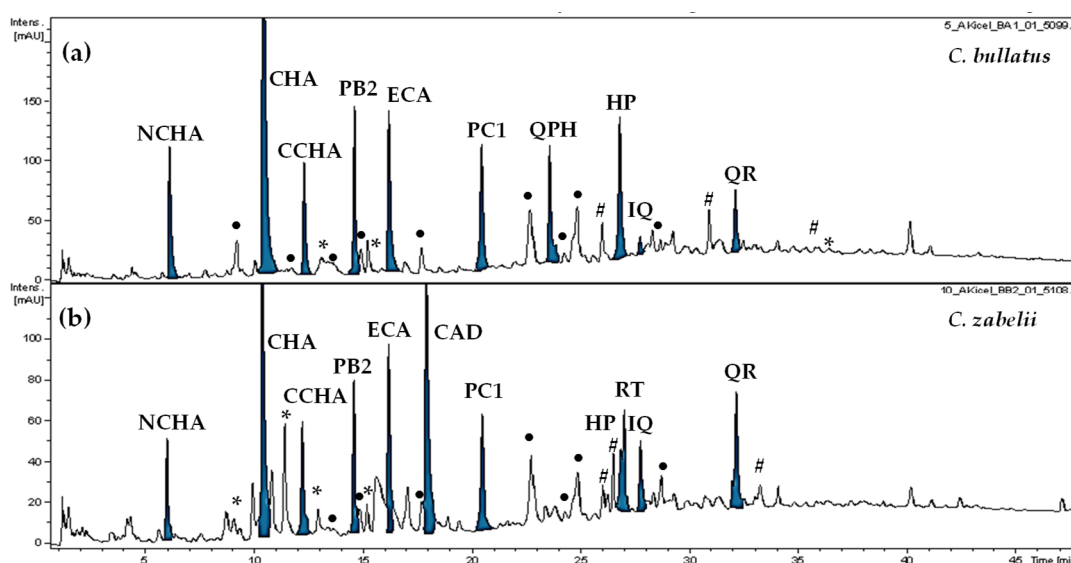 Intens.
[mAU]
5_AKicel_BA1_01_5099.
(a)
C. bullatus
CHA
PB2
ECA
HP
NCHA
CCHA
PC1
QPH
QR
IQ
●
●
*
●
●
*
●
●
●
●
#
●
#
#
*
150
100
50
0
Intens.
[mAU]
10_AKicel_BB2_01_5108.
(b)
C. zabelii
CHA
ECA
CAD
PB2
CCHA
PC1
RT
QR
NCHA
HP
IQ
*
*
*
●
●
*
●
●
●
●
#
#
●
#
100
80
60
40
20
0
5 10 15 20 25 30 35 40 45 Time [mi